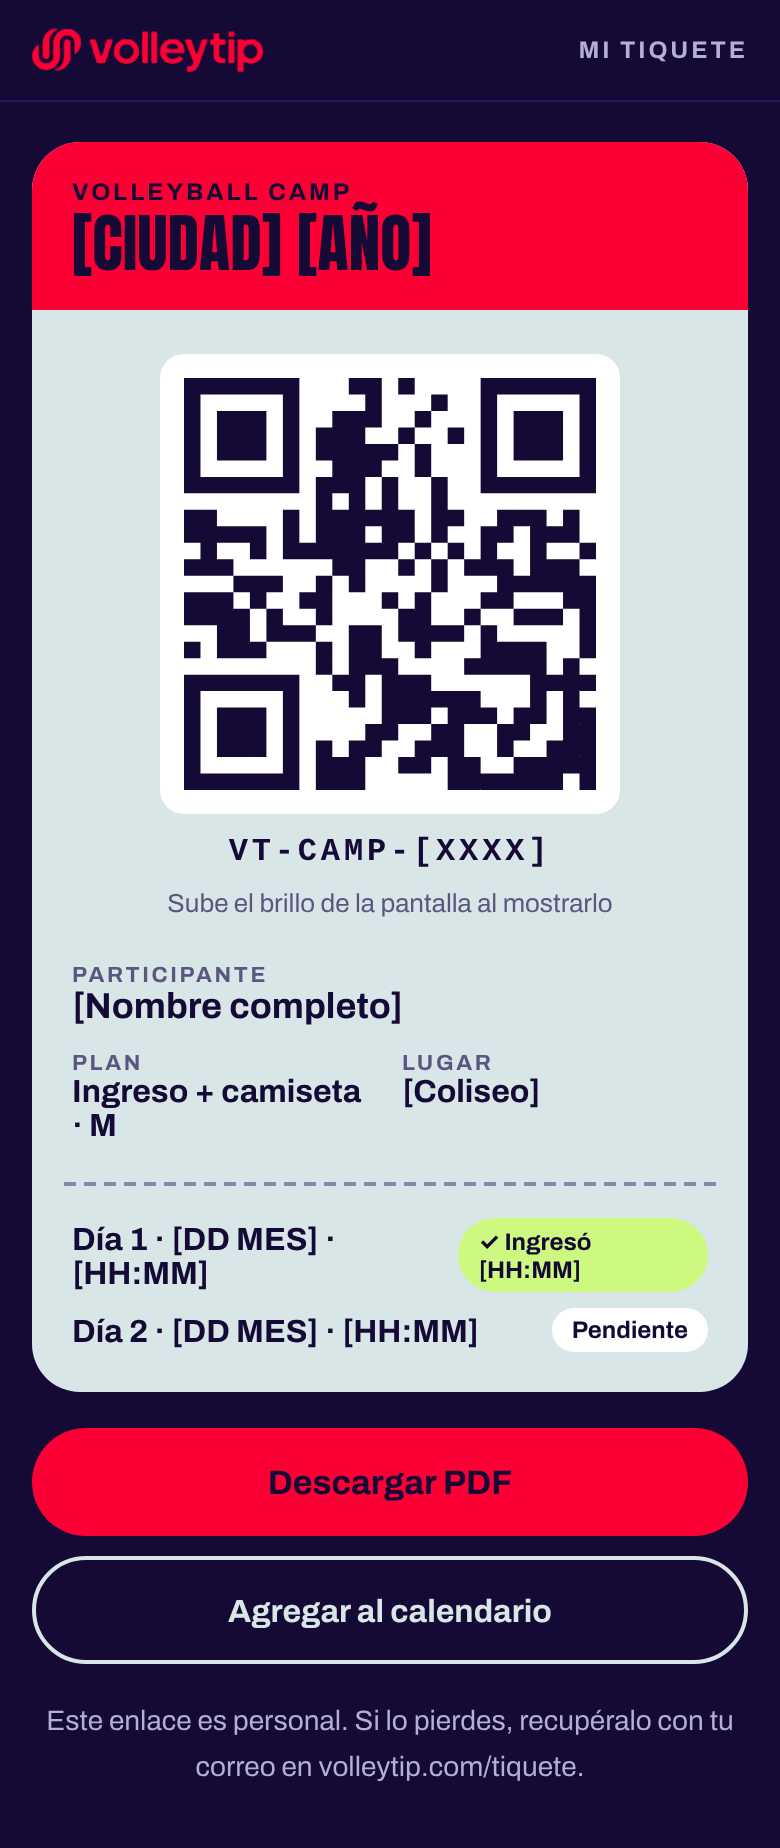 volleytip
MI TIQUETE
VOLLEYBALL CAMP
[CIUDAD] [AÑO]
VT-CAMP-[XXXX]
Sube el brillo de la pantalla al mostrarlo
PARTICIPANTE
[Nombre completo]
PLAN
Ingreso + camiseta
· M
LUGAR
[Coliseo]
Día 1 · [DD MES] ·
[HH:MM]
✓ Ingresó
[HH:MM]
Día 2 · [DD MES] · [HH:MM]
Pendiente
Descargar PDF
Agregar al calendario
Este enlace es personal. Si lo pierdes, recupéralo con tu
correo en volleytip.com/tiquete.